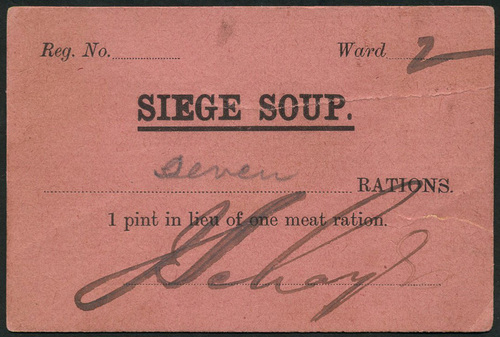 Reg. No. Ward 2
SIEGE SOUP.
seven RATIONS.
1 pint in lieu of one meat ration.